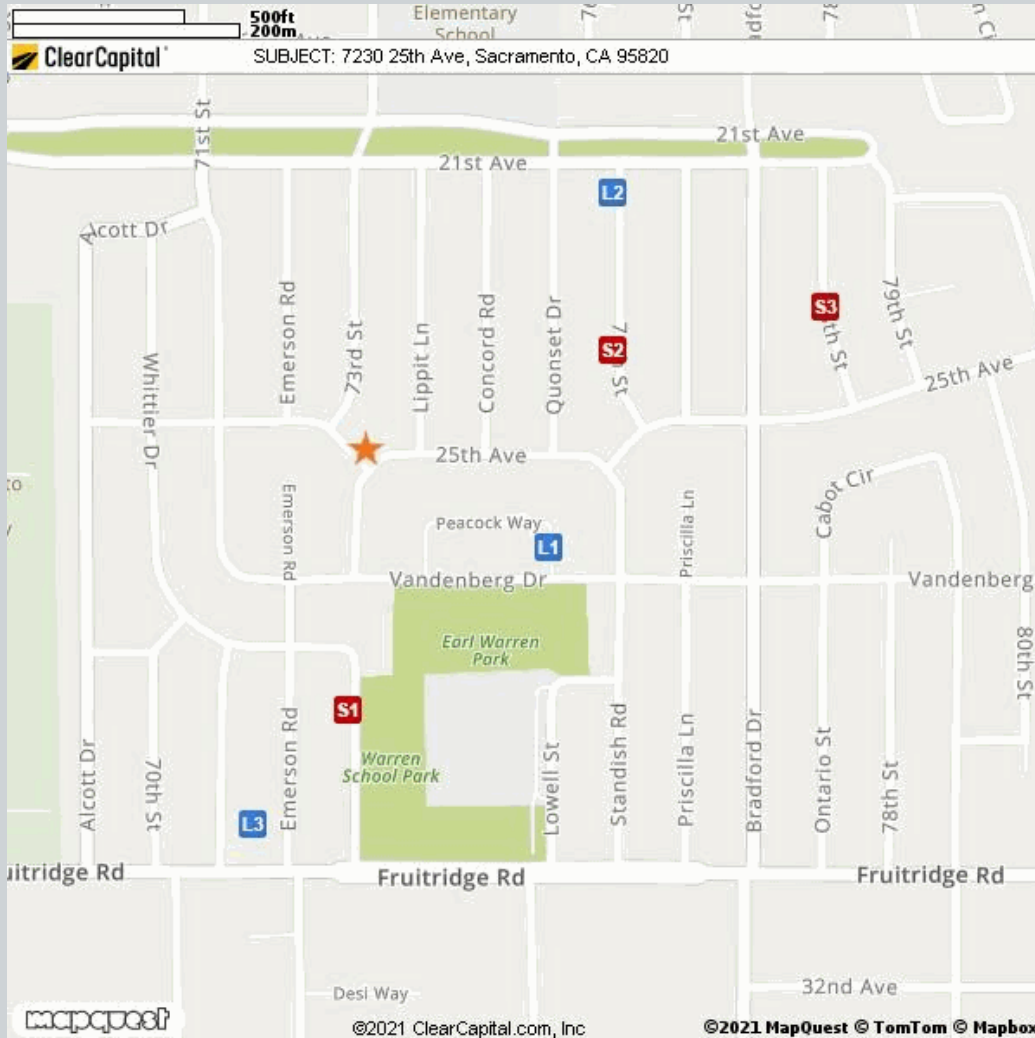 500ft
200m
Elementary
School
ClearCapital
SUBJECT: 7230 25th Ave, Sacramento, CA 95820
71st St
21st Ave
21st Ave
L2
Alcott Dr
Emerson Rd
73rd St
Lippit Ln
Concord Rd
Quonset Dr
S2
St
S3
79th St
Whittier Dr
25th Ave
25th Ave
Emerson Rd
Peacock Way
L1
Priscilla Ln
Cabot Cir
Vandenberg Dr
Vandenberg
Earl Warren
Park
80th St
S1
Warren
School Park
Alcott Dr
70th St
L3
Emerson Rd
Lowell St
Standish Rd
Priscilla Ln
Bradford Dr
Ontario St
78th St
uitridge Rd
Fruitridge Rd
Fruitridge Rd
Desi Way
32nd Ave
mapquest
©2021 ClearCapital.com, Inc
©2021 MapQuest © TomTom © Mapbox